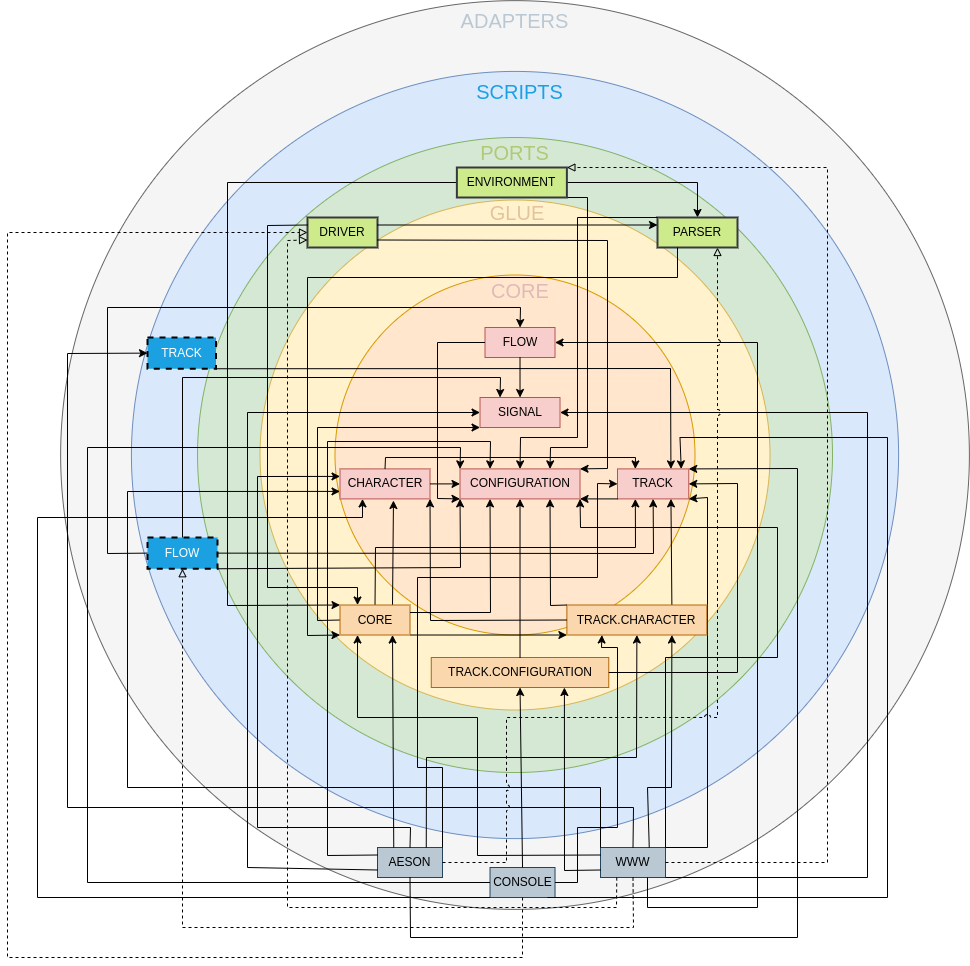 ADAPTERS
SCRIPTS
PORTS
ENVIRONMENT
GLUE
DRIVER
PARSER
CORE
FLOW
TRACK
SIGNAL
CHARACTER
CONFIGURATION
TRACK
FLOW
CORE
TRACK.CHARACTER
TRACK.CONFIGURATION
AESON
WWW
CONSOLE